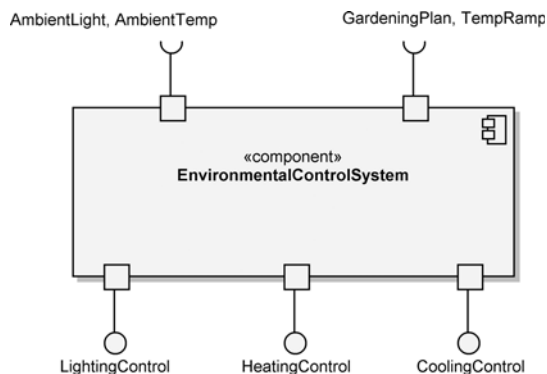 AmbientLight, AmbientTemp
GardeningPlan, TempRamp
«component»
EnvironmentalControlSystem
LightingControl
HeatingControl
CoolingControl